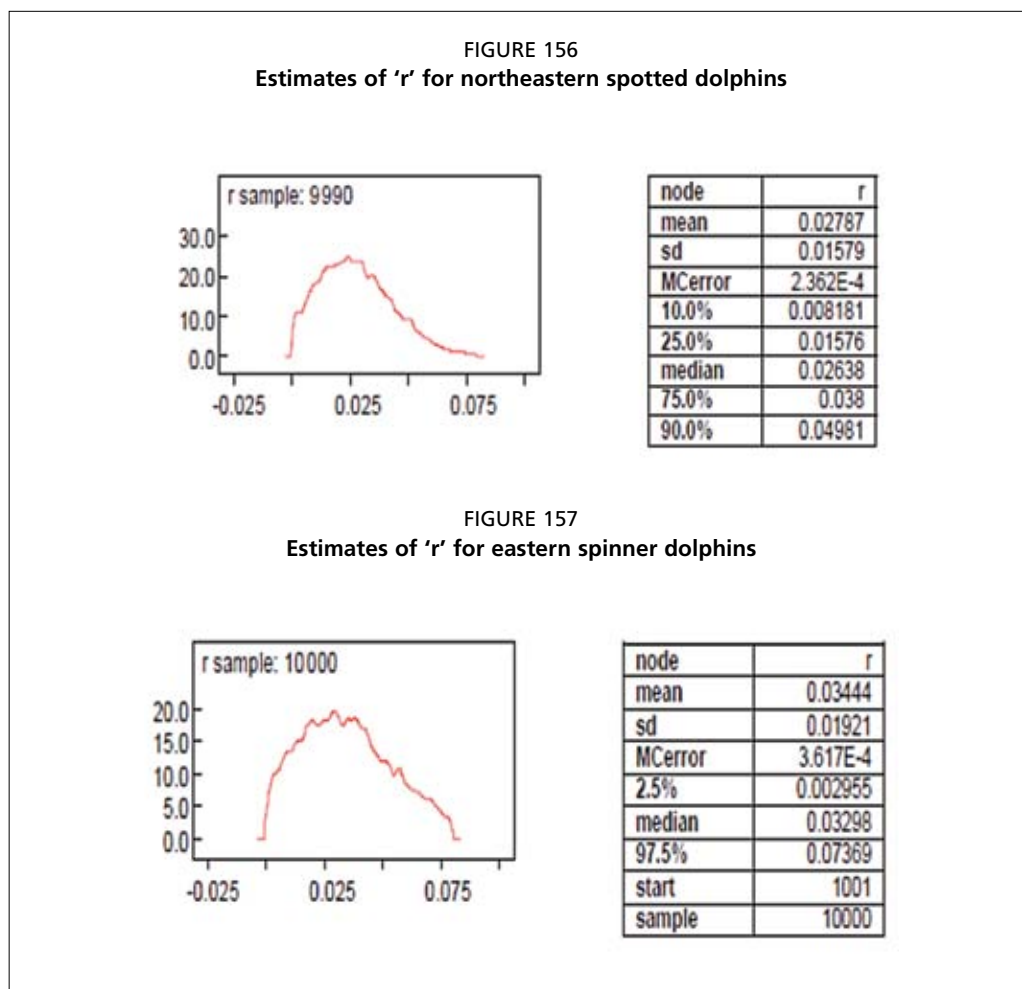 FIGURE 156
Estimates of ‘r’ for northeastern spotted dolphins
r sample: 9990
30.0
20.0
10.0
0.0
-0.025 0.025 0.075
node r
mean 0.02787
sd 0.01579
MCerror 2.362E-4
10.0% 0.008181
25.0% 0.01576
median 0.02638
75.0% 0.038
90.0% 0.04981
FIGURE 157
Estimates of ‘r’ for eastern spinner dolphins
r sample: 10000
20.0
15.0
10.0
5.0
0.0
-0.025 0.025 0.075
node r
mean 0.03444
sd 0.01921
MCerror 3.617E-4
2.5% 0.002955
median 0.03298
97.5% 0.07369
start 1001
sample 10000